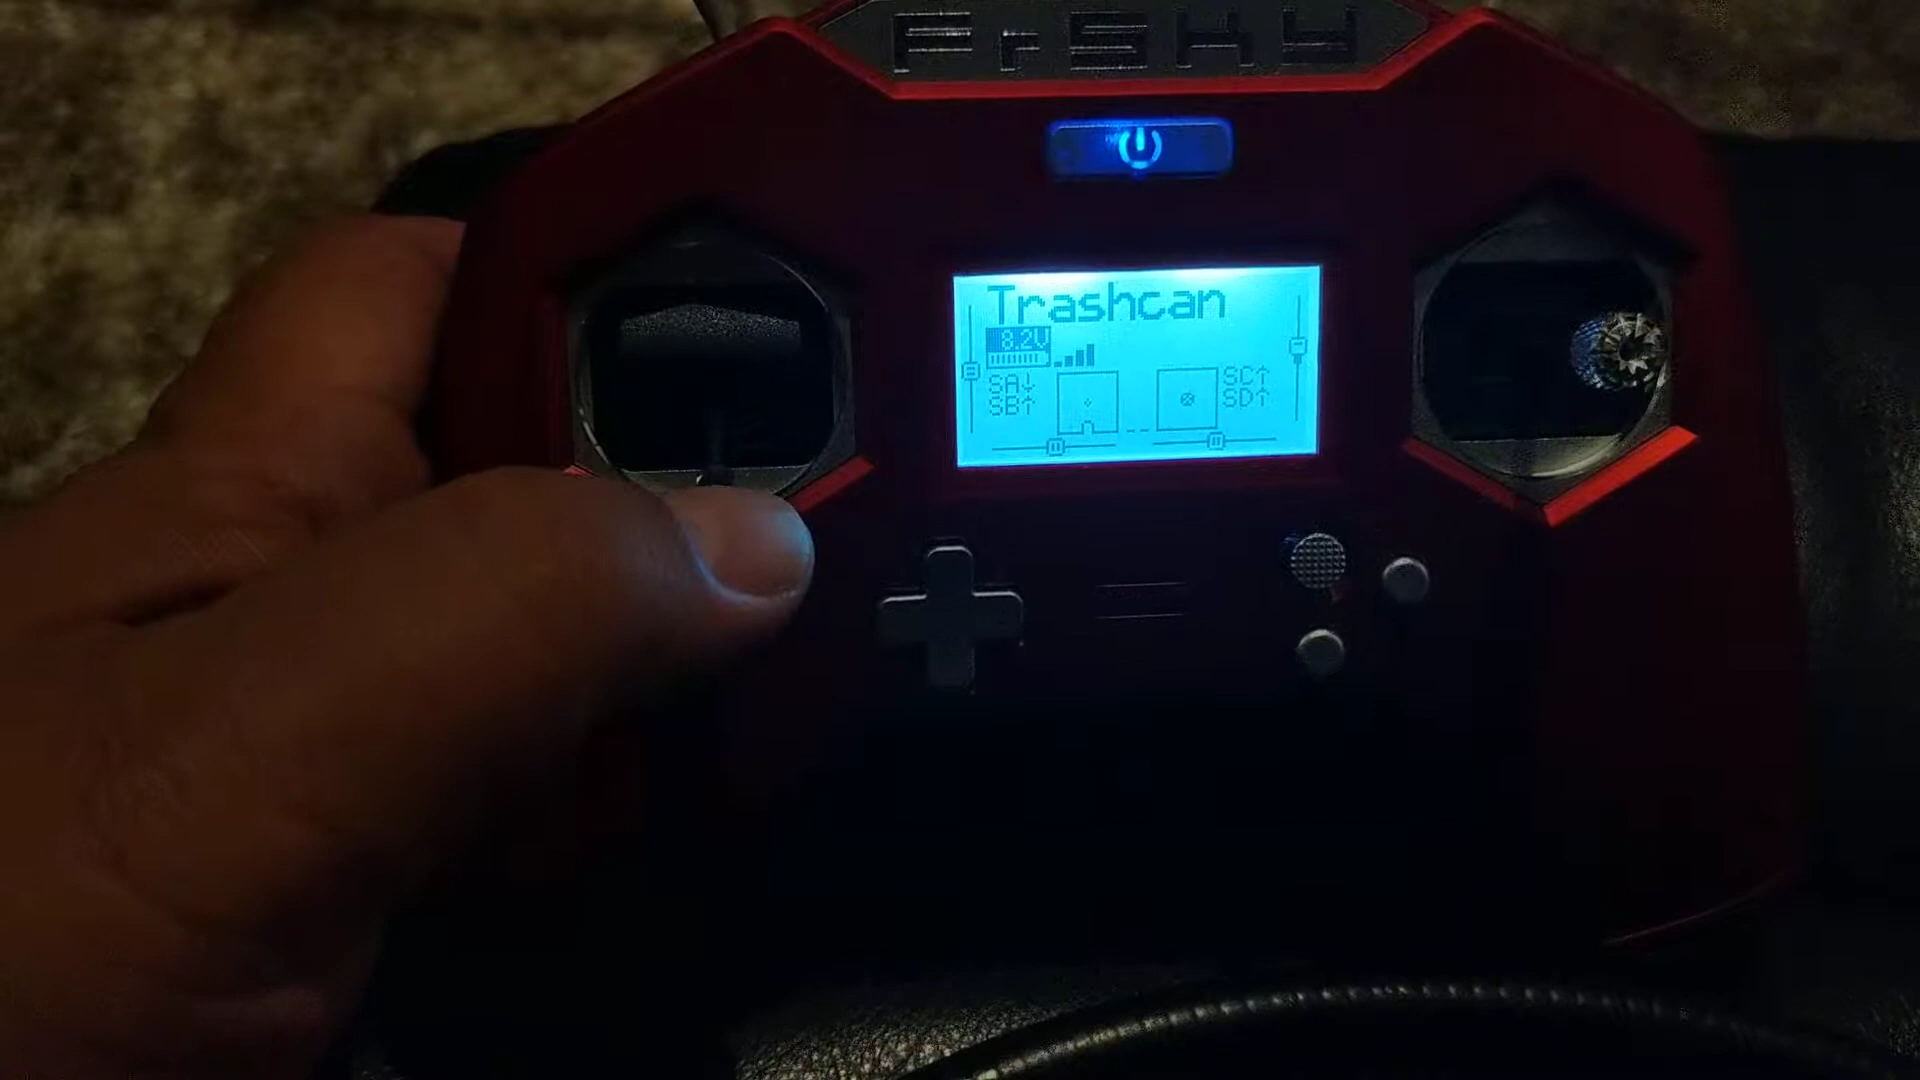 FrSKY
Trashcan
8.2V
SA↓
SB↑
SC↑
SD↑
--